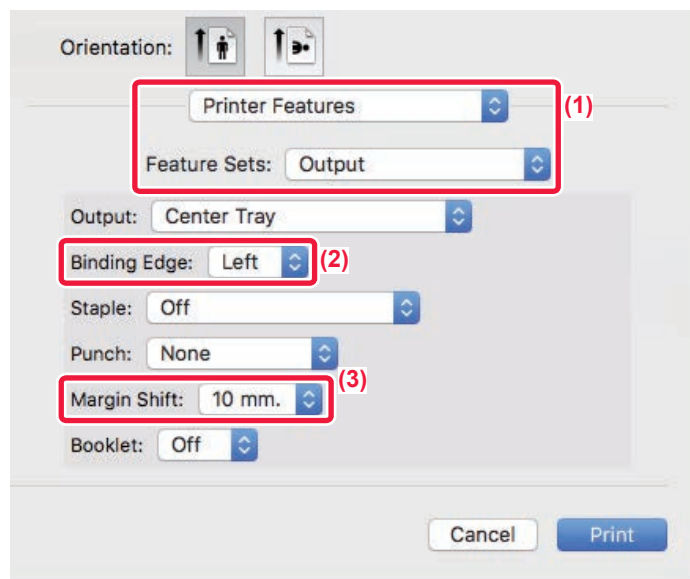 Orientation:
Printer Features (1)
Feature Sets: Output
Output: Center Tray
Binding Edge: Left (2)
Staple: Off
Punch: None
(3)
Margin Shift: 10 mm.
Booklet: Off
Cancel Print